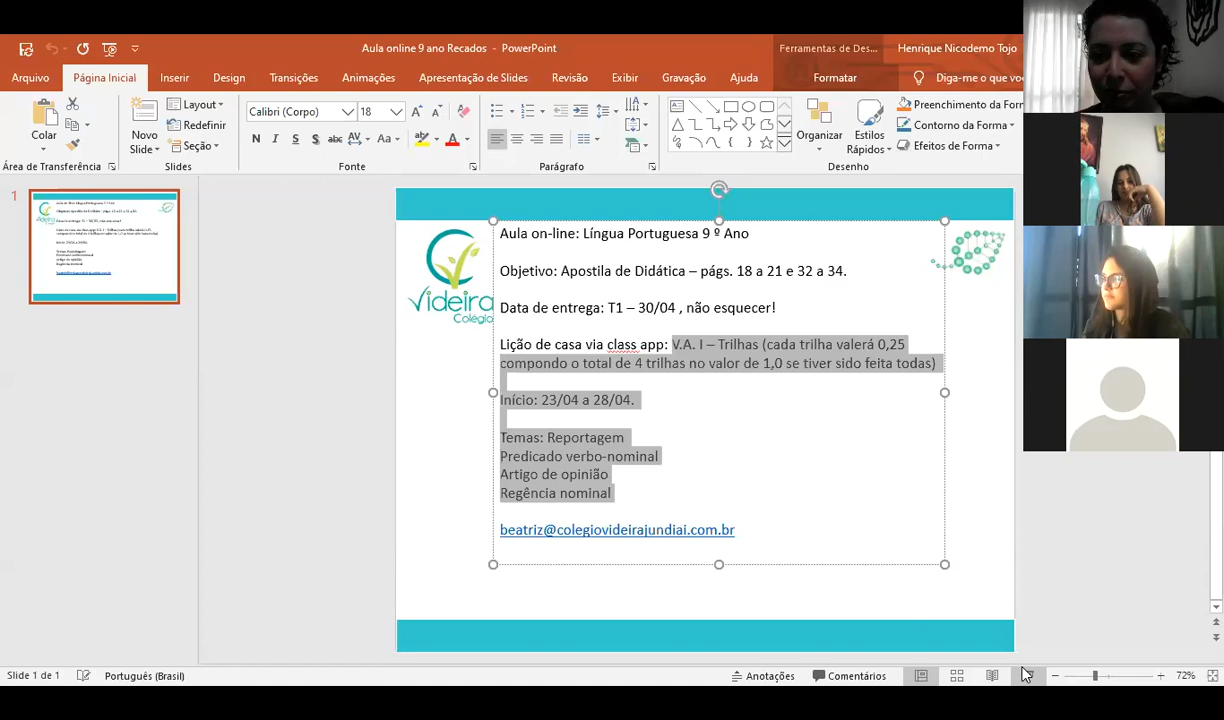 Aula online 9 ano Recados - PowerPoint
Ferramentas de Des...
Henrique Nicodemo Tojo
Arquivo
Página Inicial
Inserir
Design
Transições
Animações
Apresentação de Slides
Revisão
Exibir
Gravação
Ajuda
Formatar
Diga-me o que
Colar
Novo
Slide
Layout
Redefinir
Seção
Calibri (Corpo)
18
N I S S abc AV Aa A
Organizar
Estilos
Rápidos
Preenchimento da For
Contorno da Forma
Efeitos de Forma
Área de Transferência
Slides
Fonte
Parágrafo
Desenho
1
Videira
Colégio
Aula on-line: Língua Portuguesa 9 º Ano
Objetivo: Apostila de Didática – págs. 18 a 21 e 32 a 34.
Data de entrega: T1 – 30/04 , não esquecer!
Lição de casa via class app: V.A. I – Trilhas (cada trilha valerá 0,25
compondo o total de 4 trilhas no valor de 1,0 se tiver sido feita todas)
Início: 23/04 a 28/04.
Temas: Reportagem
Predicado verbo-nominal
Artigo de opinião
Regência nominal
beatriz@colegiovideirajundiai.com.br
Slide 1 de 1
Português (Brasil)
Anotações
Comentários
72%